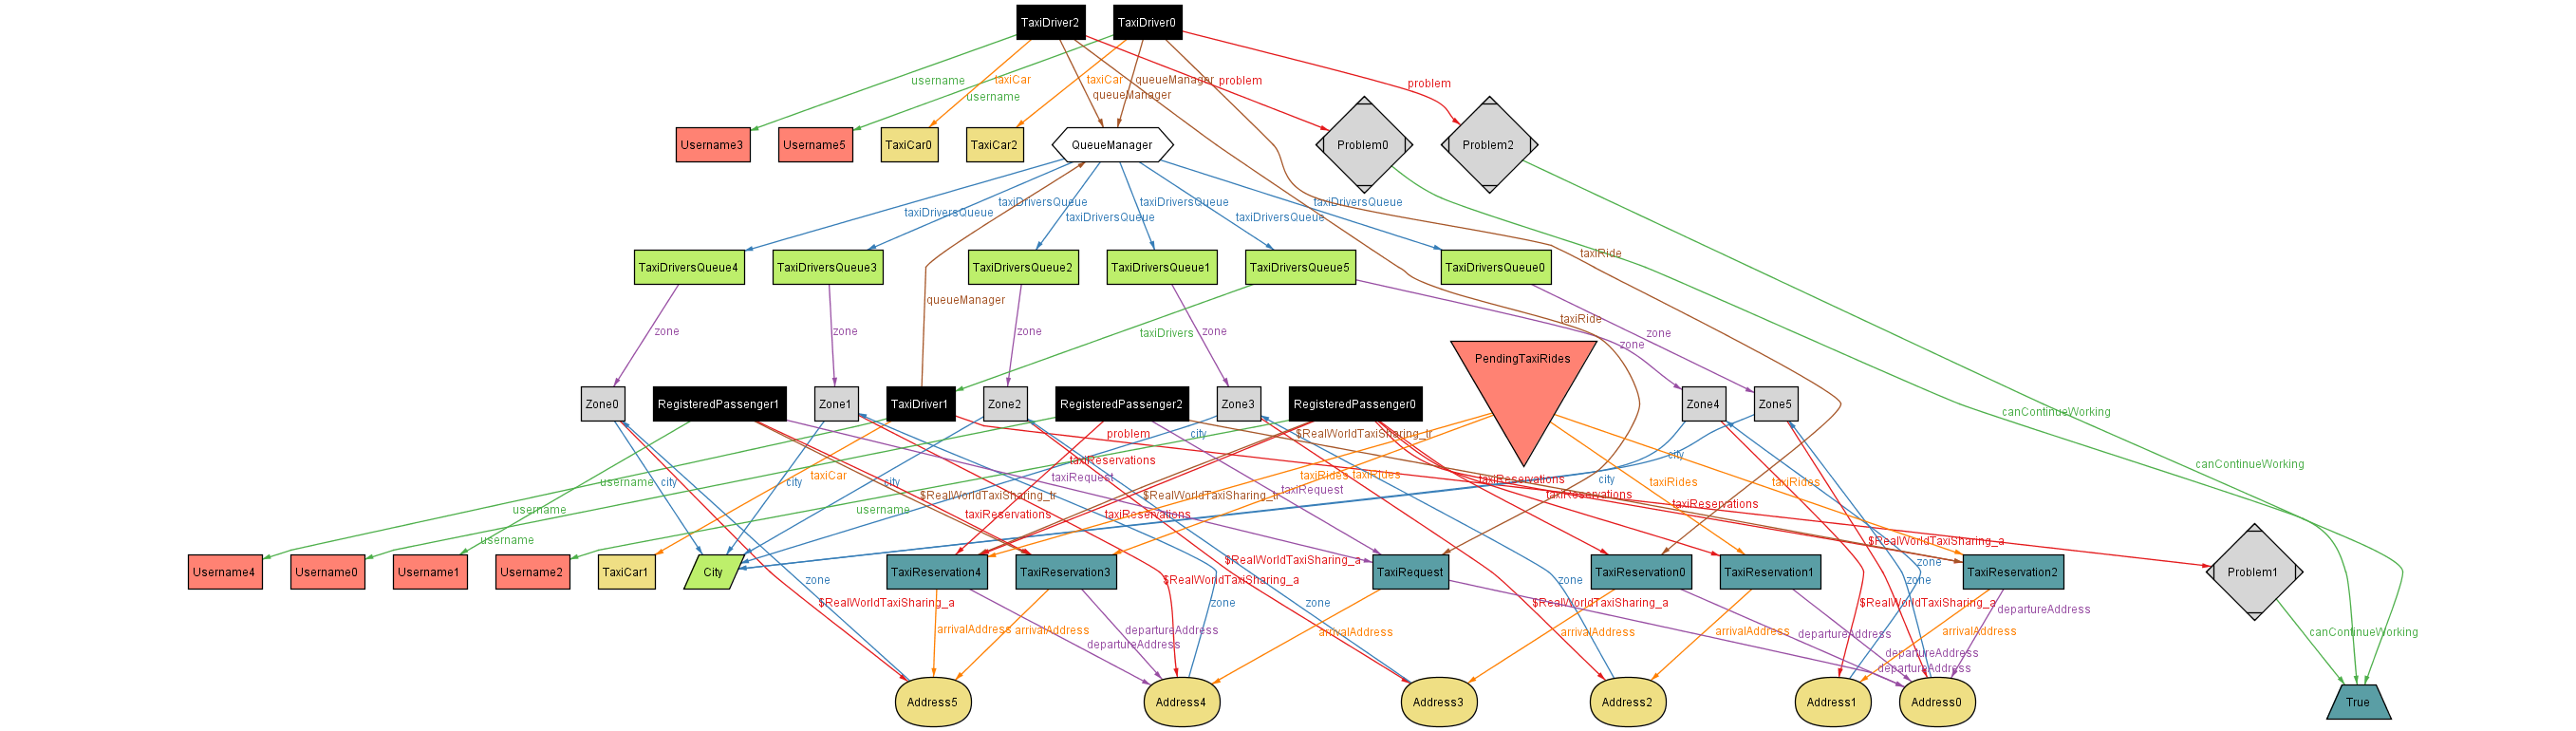 TaxiDriver2
TaxiDriver0
username
taxiCar
taxiCar
queueManager
problem
problem
username
queueManager
Username3
Username5
TaxiCar0
TaxiCar2
QueueManager
Problem0
Problem2
taxiDriversQueue
taxiDriversQueue
taxiDriversQueue
taxiDriversQueue
taxiDriversQueue
taxiDriversQueue
taxiRide
TaxiDriversQueue4
TaxiDriversQueue3
TaxiDriversQueue2
TaxiDriversQueue1
TaxiDriversQueue5
TaxiDriversQueue0
queueManager
taxiRide
zone
zone
zone
taxiDrivers
zone
zone
zone
PendingTaxiRides
Zone0
RegisteredPassenger1
Zone1
TaxiDriver1
Zone2
RegisteredPassenger2
Zone3
RegisteredPassenger0
Zone4
Zone5
canContinueWorking
problem
city
$RealWorldTaxiSharing_tr
taxiReservations
city
canContinueWorking
username
city
city
taxiCar
city
taxiRequest
taxiRides
taxiRides
taxiReservations
city
taxiRides
taxiRides
$RealWorldTaxiSharing_tr
$RealWorldTaxiSharing_tr
taxiRequest
taxiReservations
taxiReservations
username
username
taxiReservations
taxiReservations
username
$RealWorldTaxiSharing_a
$RealWorldTaxiSharing_a
zone
Username4
Username0
Username1
Username2
TaxiCar1
City
TaxiReservation4
TaxiReservation3
TaxiRequest
TaxiReservation0
TaxiReservation1
TaxiReservation2
Problem1
zone
$RealWorldTaxiSharing_a
zone
zone
$RealWorldTaxiSharing_a
zone
zone
$RealWorldTaxiSharing_a
$RealWorldTaxiSharing_a
departureAddress
arrivalAddress
arrivalAddress
departureAddress
departureAddress
arrivalAddress
arrivalAddress
arrivalAddress
departureAddress
arrivalAddress
canContinueWorking
departureAddress
departureAddress
Address5
Address4
Address3
Address2
Address1
Address0
True